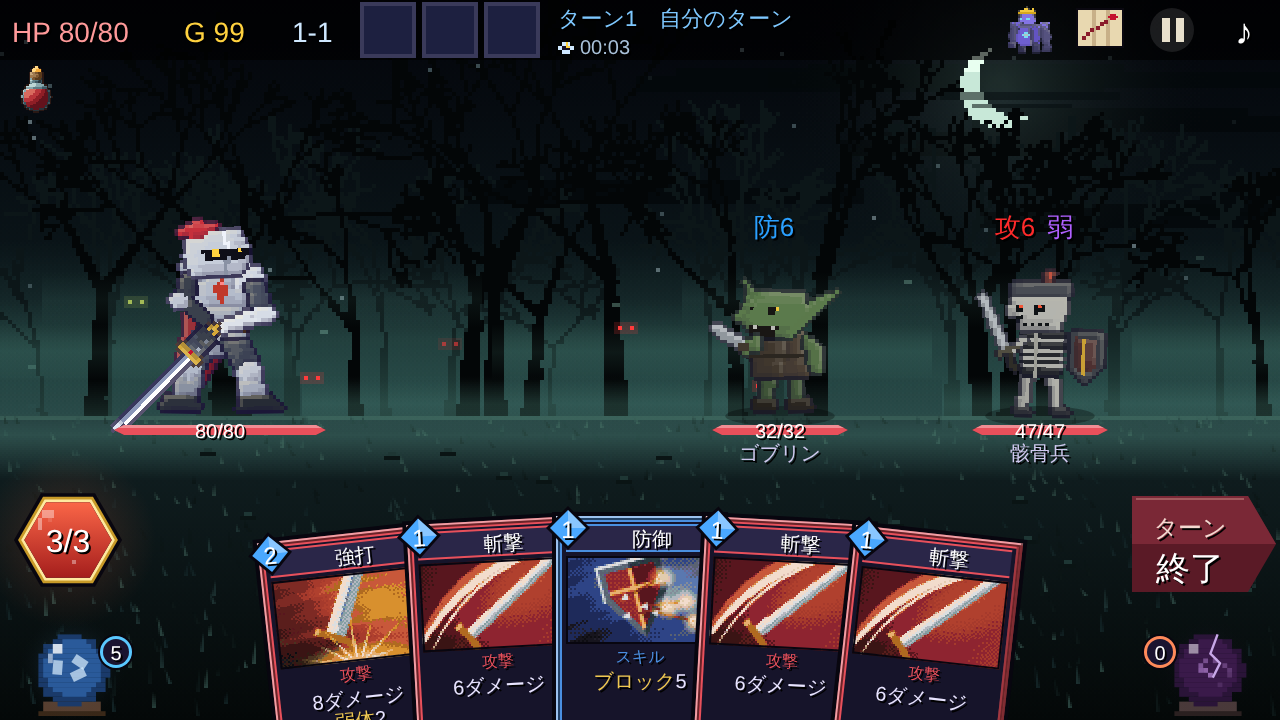 HP 80/80
G 99
1-1
ターン1 自分のターン
00:03
♪
防6
攻6 弱
80/80
32/32
ゴブリン
47/47
骸骨兵
3/3
ターン
終了
2
強打
攻撃
8ダメージ
弱体2
1
斬撃
攻撃
6ダメージ
1
防御
スキル
ブロック5
1
斬撃
攻撃
6ダメージ
1
斬撃
攻撃
6ダメージ
5
0